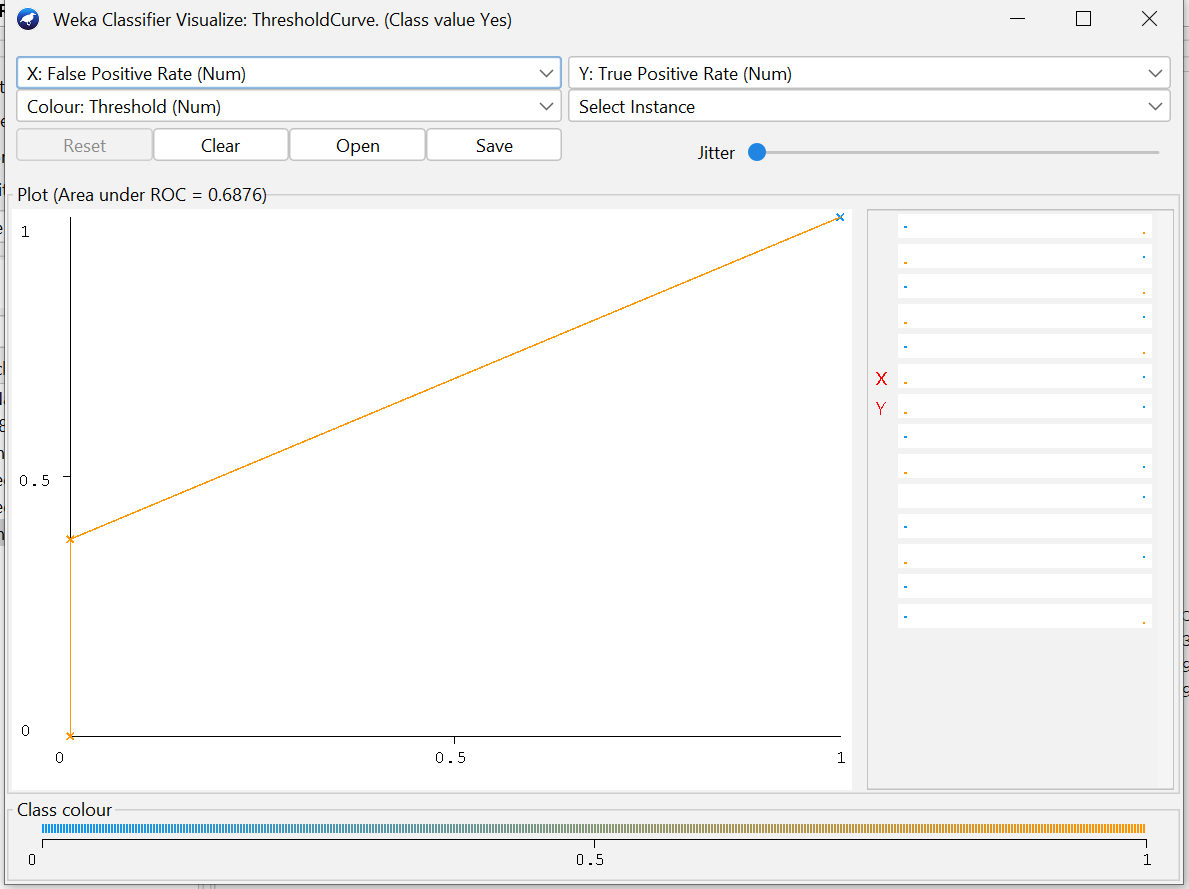 Weka Classifier Visualize: ThresholdCurve. (Class value Yes)
X: False Positive Rate (Num)
Y: True Positive Rate (Num)
Colour: Threshold (Num)
Select Instance
Reset
Clear
Open
Save
Jitter
Plot (Area under ROC = 0.6876)
1
0.5
0
0
0.5
1
X
Y
Class colour
0
0.5
1